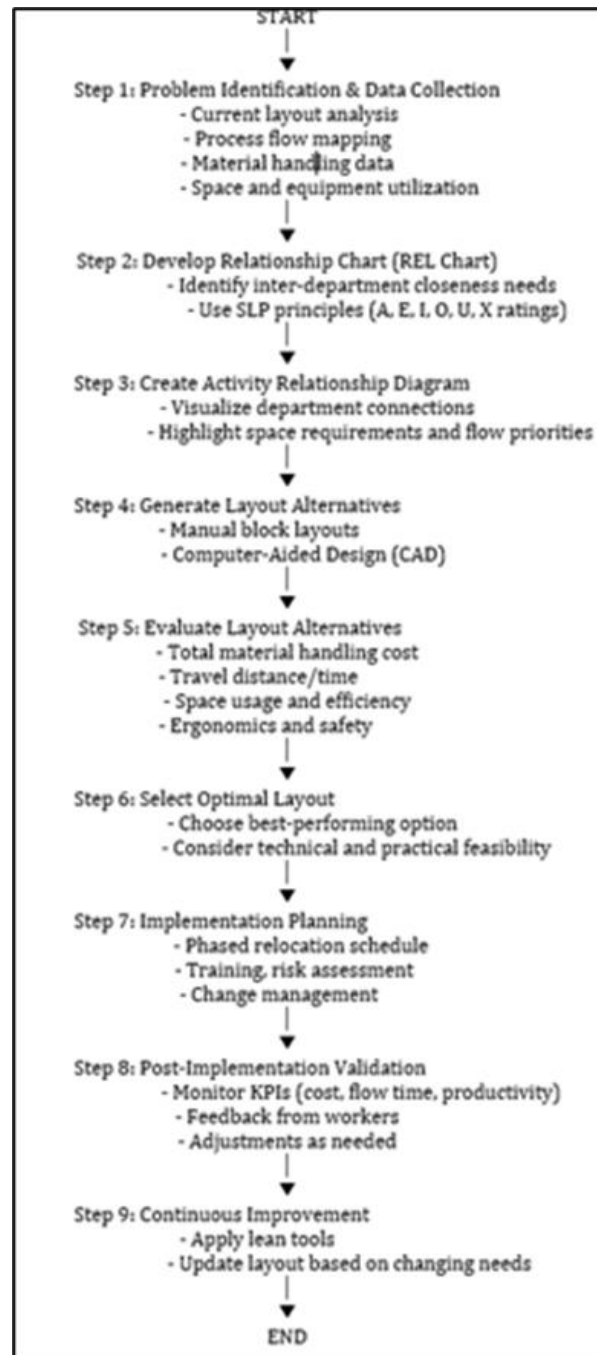 START
Step 1: Problem Identification & Data Collection
- Current layout analysis
- Process flow mapping
- Material handling data
- Space and equipment utilization
Step 2: Develop Relationship Chart (REL Chart)
- Identify inter-department closeness needs
- Use SLP principles (A, E, I, O, U, X ratings)
Step 3: Create Activity Relationship Diagram
- Visualize department connections
- Highlight space requirements and flow priorities
Step 4: Generate Layout Alternatives
- Manual block layouts
- Computer-Aided Design (CAD)
Step 5: Evaluate Layout Alternatives
- Total material handling cost
- Travel distance/time
- Space usage and efficiency
- Ergonomics and safety
Step 6: Select Optimal Layout
- Choose best-performing option
- Consider technical and practical feasibility
Step 7: Implementation Planning
- Phased relocation schedule
- Training, risk assessment
- Change management
Step 8: Post-Implementation Validation
- Monitor KPIs (cost, flow time, productivity)
- Feedback from workers
- Adjustments as needed
Step 9: Continuous Improvement
- Apply lean tools
- Update layout based on changing needs
END